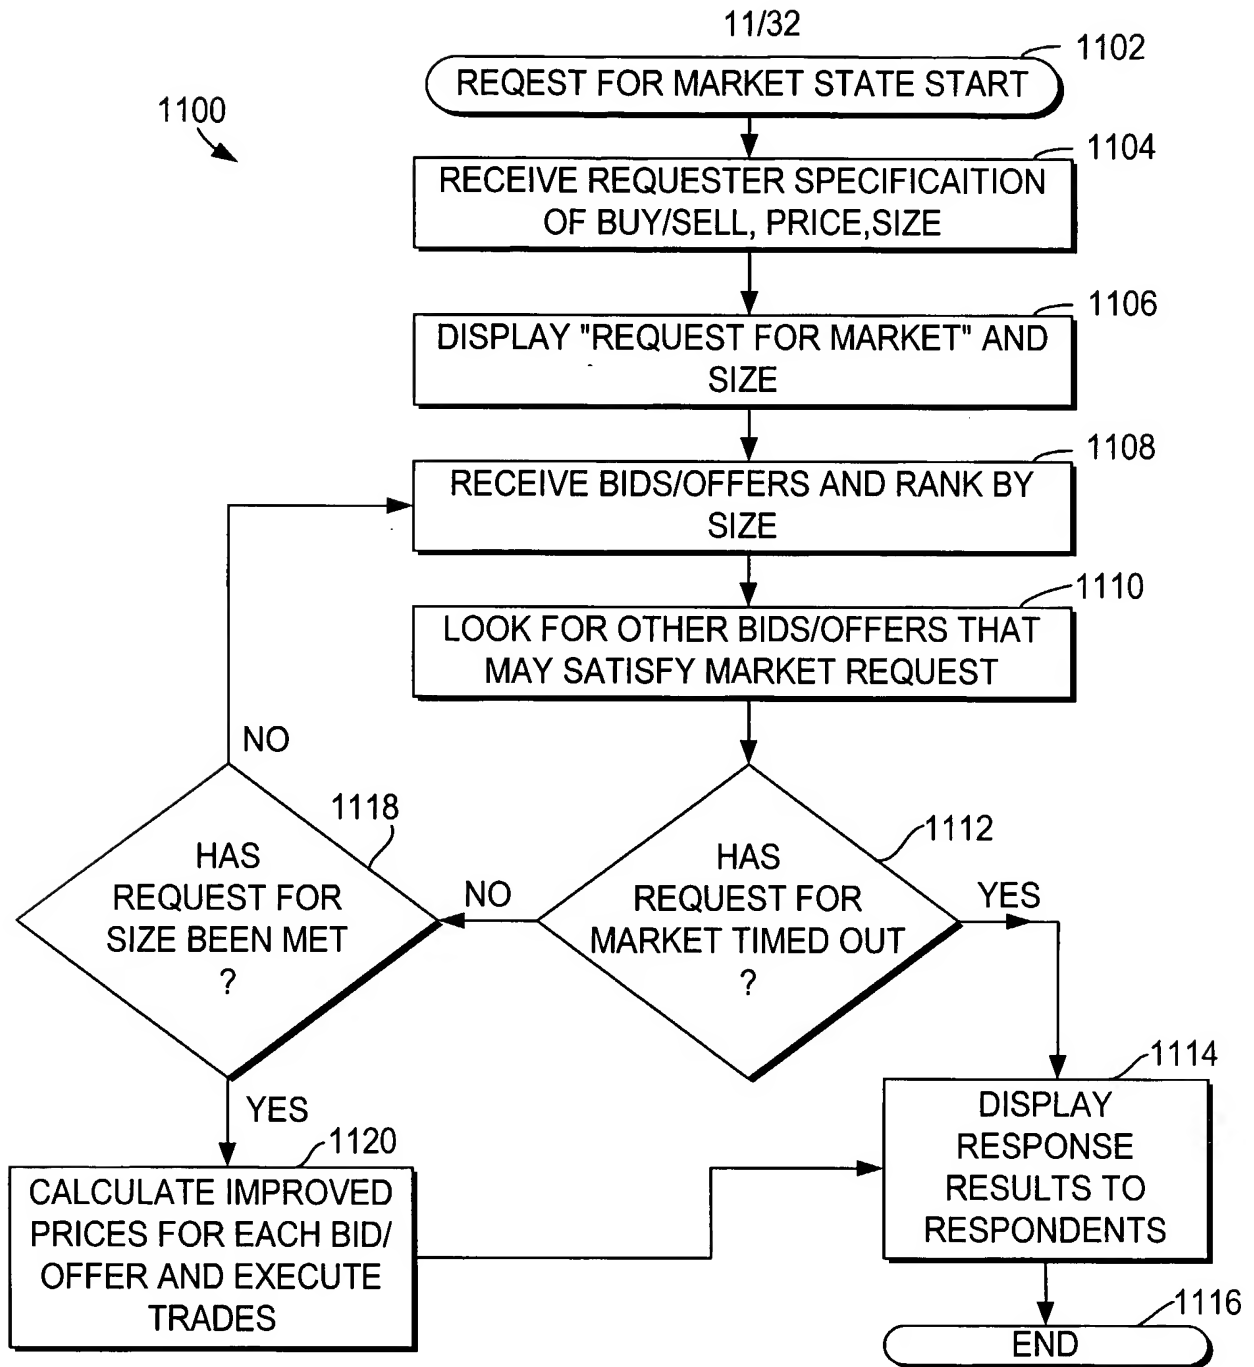 11/32
1100
1102
REQEST FOR MARKET STATE START
1104
RECEIVE REQUESTER SPECIFICAITION
OF BUY/SELL, PRICE,SIZE
1106
DISPLAY "REQUEST FOR MARKET" AND
SIZE
1108
RECEIVE BIDS/OFFERS AND RANK BY
SIZE
1110
LOOK FOR OTHER BIDS/OFFERS THAT
MAY SATISFY MARKET REQUEST
1112
HAS
REQUEST FOR
MARKET TIMED OUT
?
YES
NO
1118
HAS
REQUEST FOR
SIZE BEEN MET
?
NO
YES
1120
CALCULATE IMPROVED
PRICES FOR EACH BID/
OFFER AND EXECUTE
TRADES
1114
DISPLAY
RESPONSE
RESULTS TO
RESPONDENTS
1116
END